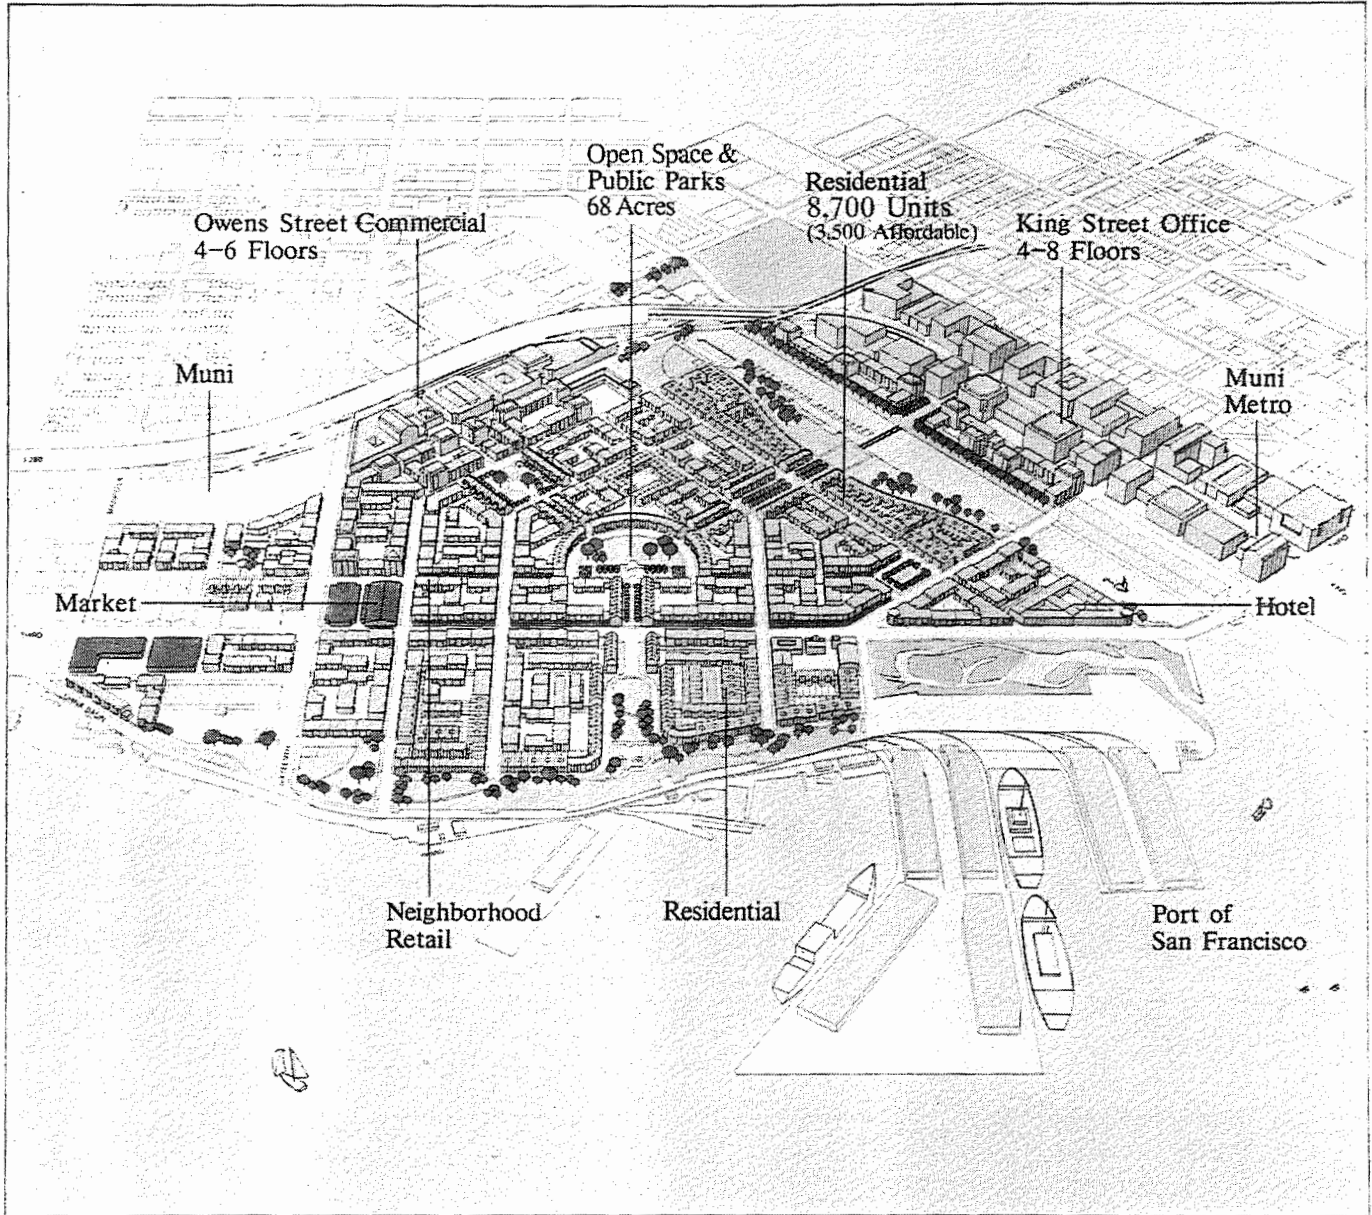 Open Space &
Public Parks
68 Acres
Residential
8,700 Units
(3,500 Affordable)
Owens Street Commercial
4-6 Floors
King Street Office
4-8 Floors
Muni
Muni
Metro
Market
Hotel
Neighborhood
Retail
Residential
Port of
San Francisco